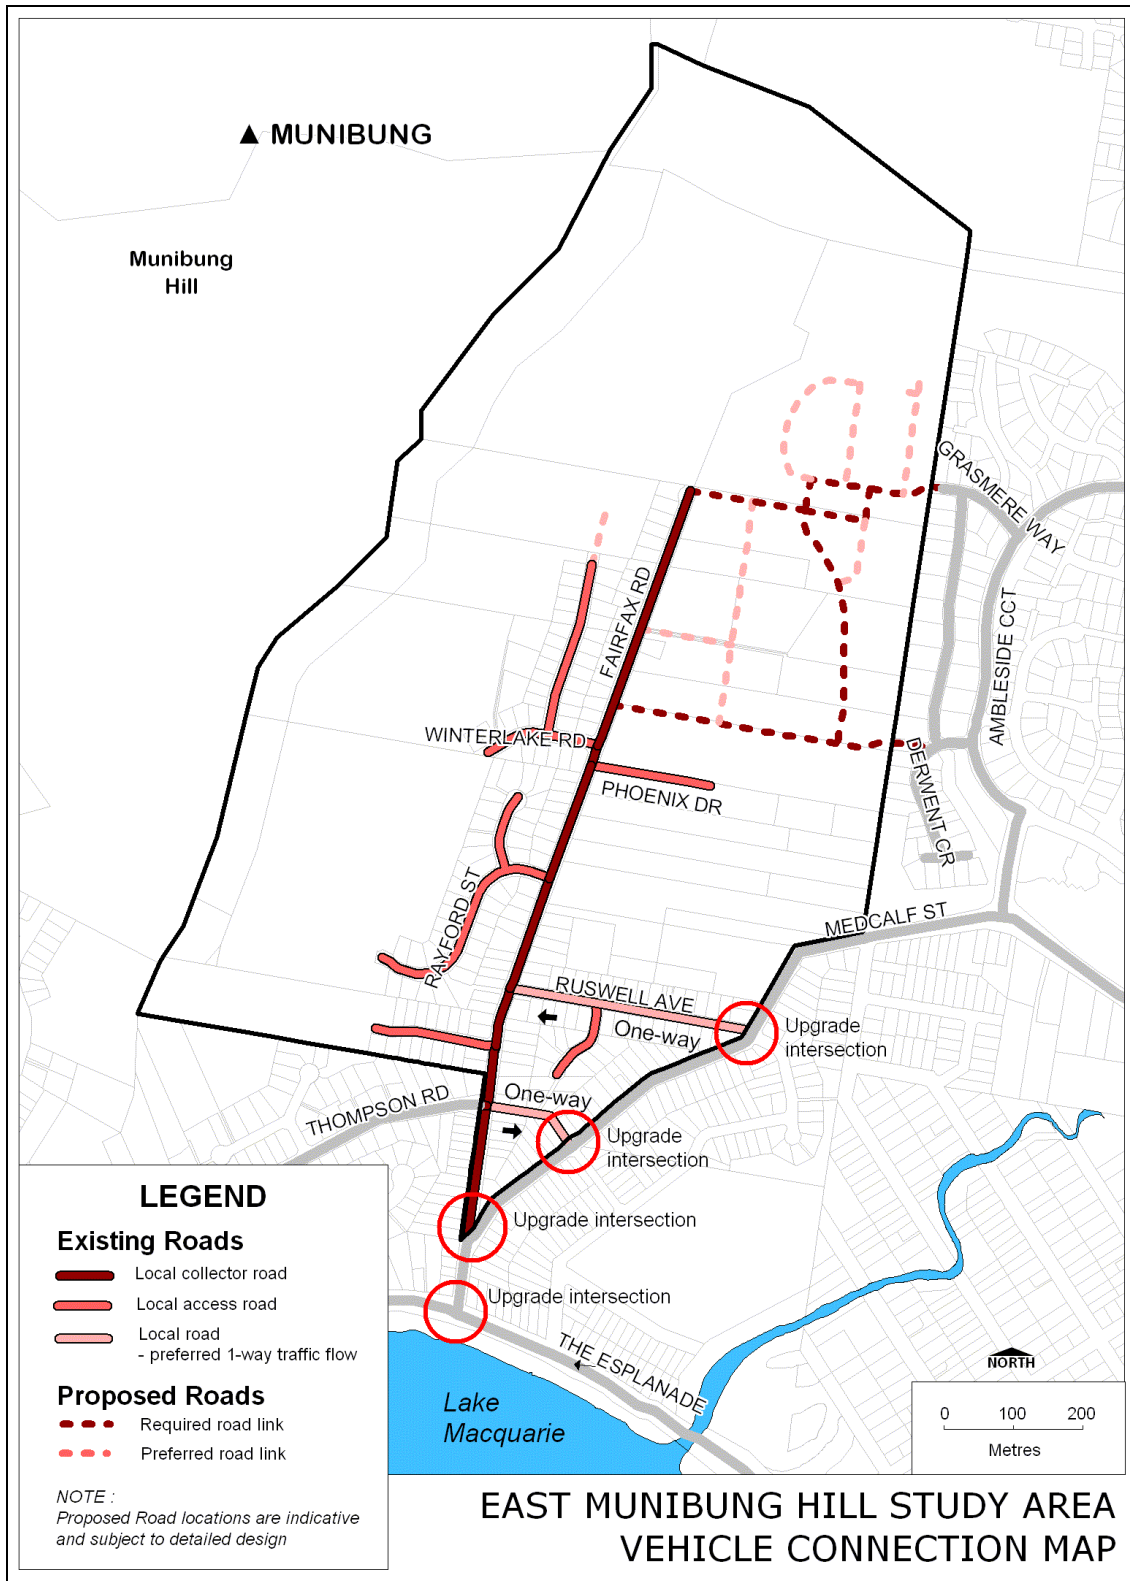 MUNIBUNG
Munibung
Hill
GRASMERE WAY
FAIRFAX RD
AMBLESIDE CCT
WINTERLAKE RD
DERWENT CR
PHOENIX DR
RAYFORD ST
MEDCALF ST
RUSWELL AVE
One-way
Upgrade
intersection
One-way
THOMPSON RD
Upgrade
intersection
Upgrade intersection
Upgrade intersection
THE ESPLANADE
Lake
Macquarie
LEGEND
Existing Roads
Local collector road
Local access road
Local road
- preferred 1-way traffic flow
Proposed Roads
Required road link
Preferred road link
NOTE :
Proposed Road locations are indicative
and subject to detailed design
NORTH
0 100 200
Metres
EAST MUNIBUNG HILL STUDY AREA
VEHICLE CONNECTION MAP